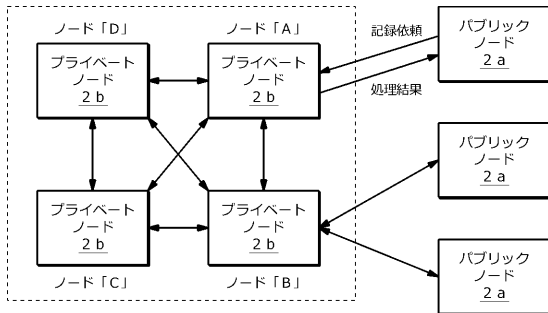 ノード「D」
ノード「A」
プライベート
ノード
2b
プライベート
ノード
2b
記録依頼
処理結果
パブリック
ノード
2a
パブリック
ノード
2a
プライベート
ノード
2b
プライベート
ノード
2b
ノード「C」
ノード「B」
パブリック
ノード
2a